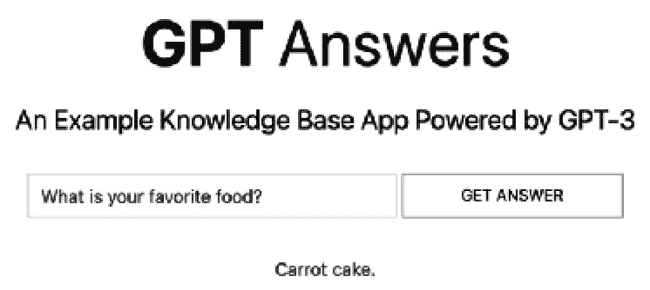 GPT Answers
An Example Knowledge Base App Powered by GPT-3
What is your favorite food? GET ANSWER
Carrot cake.